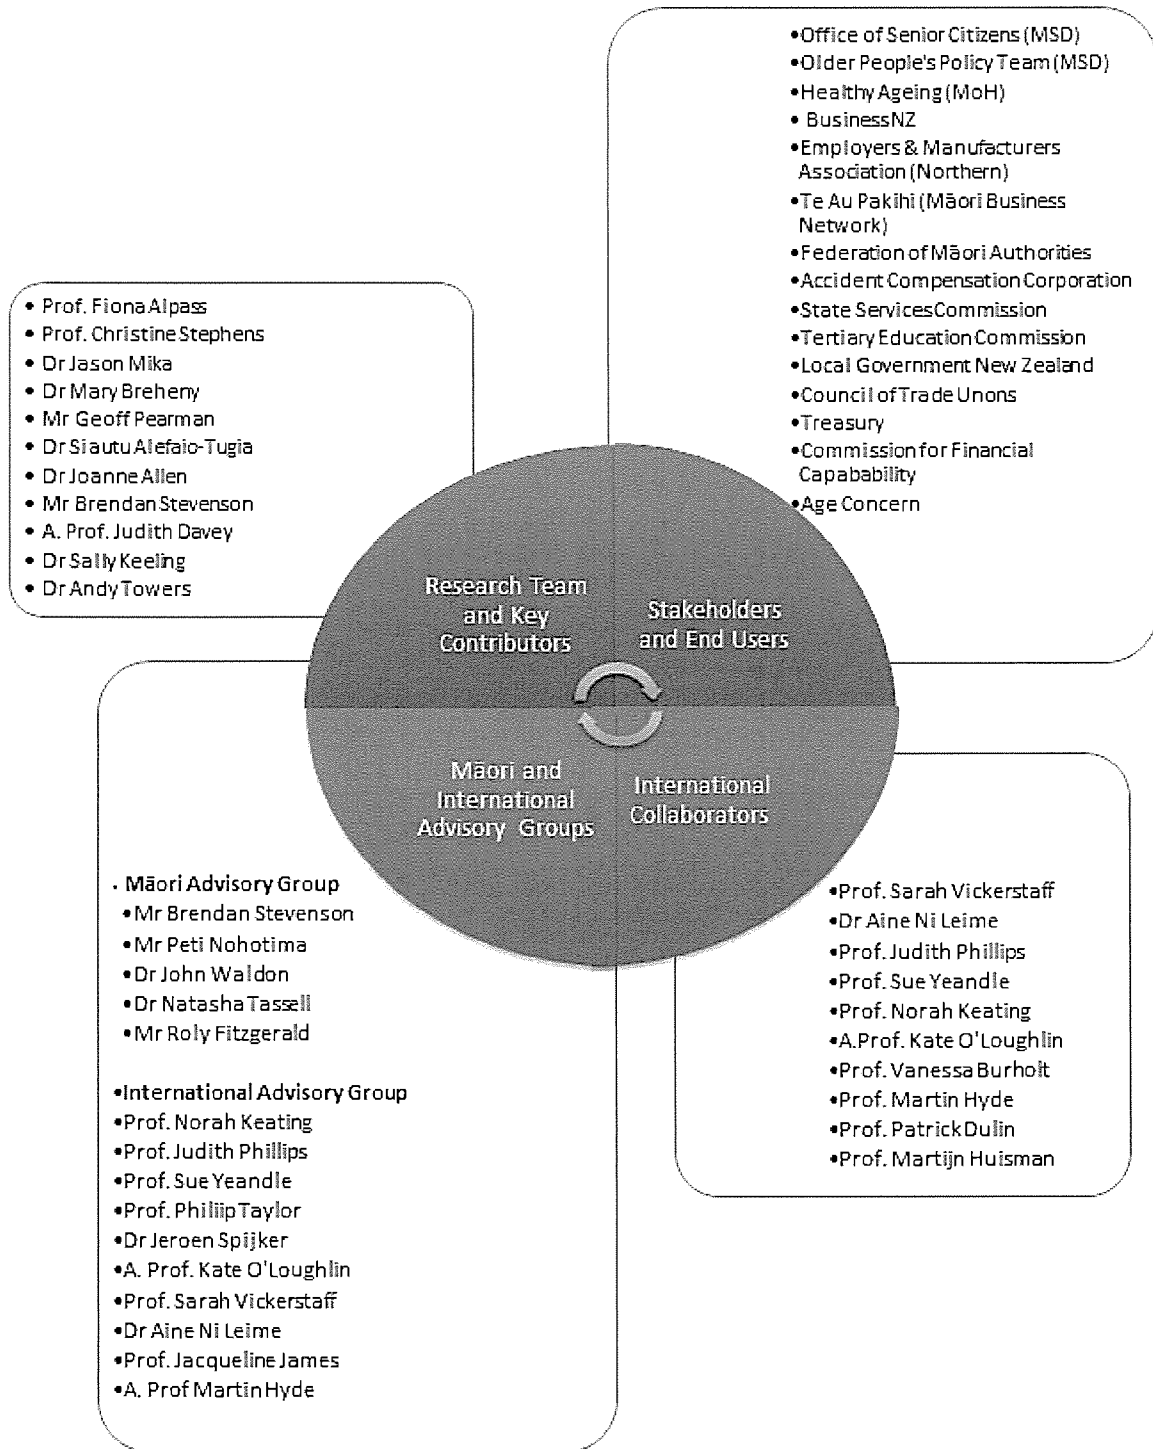 •Office of Senior Citizens (MSD)
•Older People's Policy Team (MSD)
•Healthy Ageing (MoH)
• BusinessNZ
•Employers & Manufacturers
Association (Northern)
•Te Au Pakihi (Māori Business
Network)
•Federation of Māori Authorities
•Accident Compensation Corporation
•State Services Commission
•Tertiary Education Commission
•Local Government New Zealand
•Council of Trade Unons
•Treasury
•Commission for Financial
Capabability
•Age Concern
• Prof. Fiona Alpass
• Prof. Christine Stephens
• Dr Jason Mika
• Dr Mary Breheny
• Mr Geoff Pearman
• Dr Siautu Alefaio-Tugia
• Dr Joanne Allen
• Mr Brendan Stevenson
• A. Prof. Judith Davey
• Dr Sally Keeling
• Dr Andy Towers
Research Team
and Key
Contributors
Stakeholders
and End Users
Māori and
International
Advisory Groups
International
Collaborators
. Māori Advisory Group
•Mr Brendan Stevenson
•Mr Peti Nohotima
•Dr John Waldon
•Dr Natasha Tassell
•Mr Roly Fitzgerald
•International Advisory Group
•Prof. Norah Keating
•Prof. Judith Phillips
•Prof. Sue Yeandle
•Prof. Philiip Taylor
•Dr Jeroen Spijker
•A. Prof. Kate O'Loughlin
•Prof. Sarah Vickerstaff
•Dr Aine Ni Leime
•Prof. Jacqueline James
•A. Prof Martin Hyde
•Prof. Sarah Vickerstaff
•Dr Aine Ni Leime
•Prof. Judith Phillips
•Prof. Sue Yeandle
•Prof. Norah Keating
•A.Prof. Kate O'Loughlin
•Prof. Vanessa Burholt
•Prof. Martin Hyde
•Prof. Patrick Dulin
•Prof. Martijn Huisman